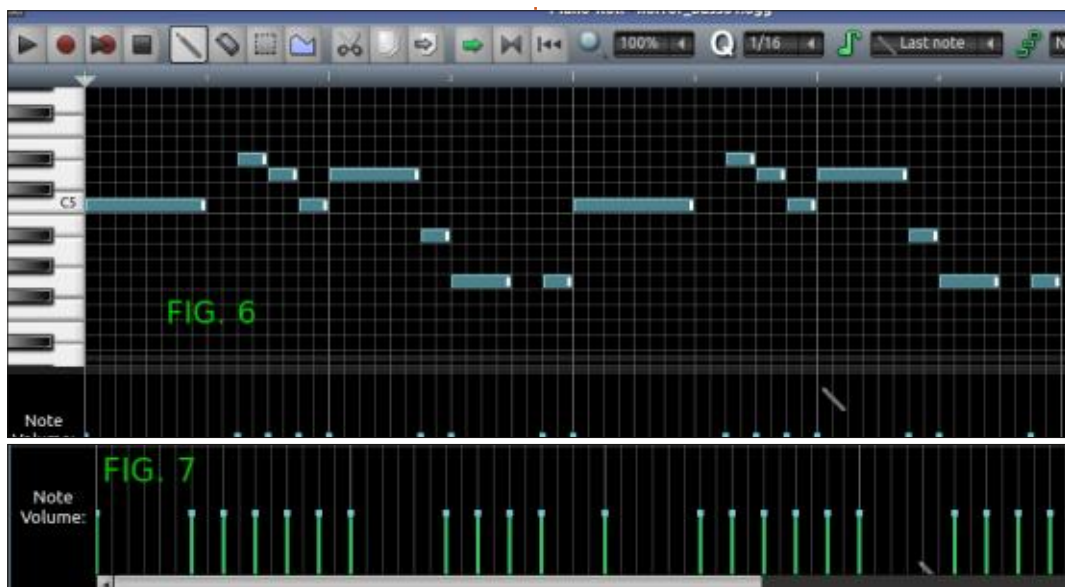 100%
Q
1/16
Last note
N
C5
FIG. 6
Note
FIG. 7
Note
Volume: